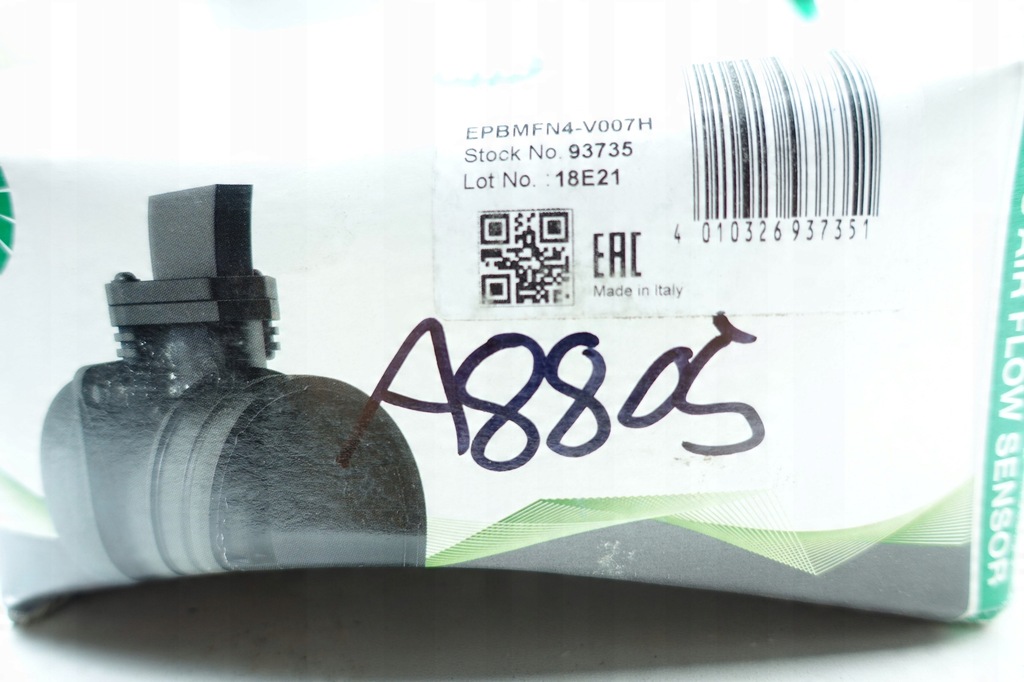 EPBMFN4-V007H
Stock No. 93735
Lot No. : 18E21
4 010326 937351
EAC
Made in Italy
A8805
AIR FLOW SENSOR